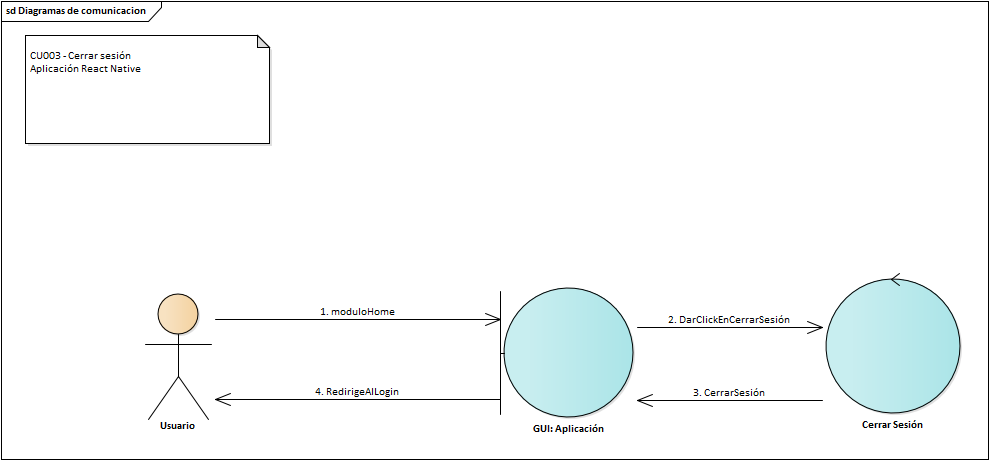 sd Diagramas de comunicacion
CU003 - Cerrar sesión
Aplicación React Native
1. moduloHome
2. DarClickEnCerrarSesión
4. RedirigeAlLogin
3. CerrarSesión
Usuario
GUI: Aplicación
Cerrar Sesión